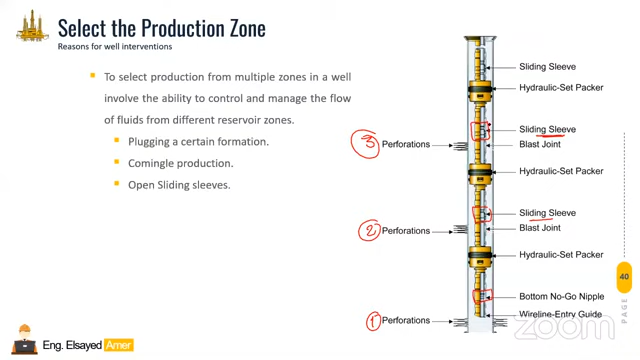 Select the Production Zone
Reasons for well interventions
To select production from multiple zones in a well
involve the ability to control and manage the flow
of fluids from different reservoir zones.
Plugging a certain formation.
Comingle production.
Open Sliding sleeves.
Sliding Sleeve
Hydraulic-Set Packer
Sliding Sleeve
Blast Joint
3 Perforations
Hydraulic-Set Packer
Sliding Sleeve
Blast Joint
2 Perforations
Hydraulic-Set Packer
Bottom No-Go Nipple
Wireline-Entry Guide
1 Perforations
40
PAGE
zoom
Eng. Elsayed Amer